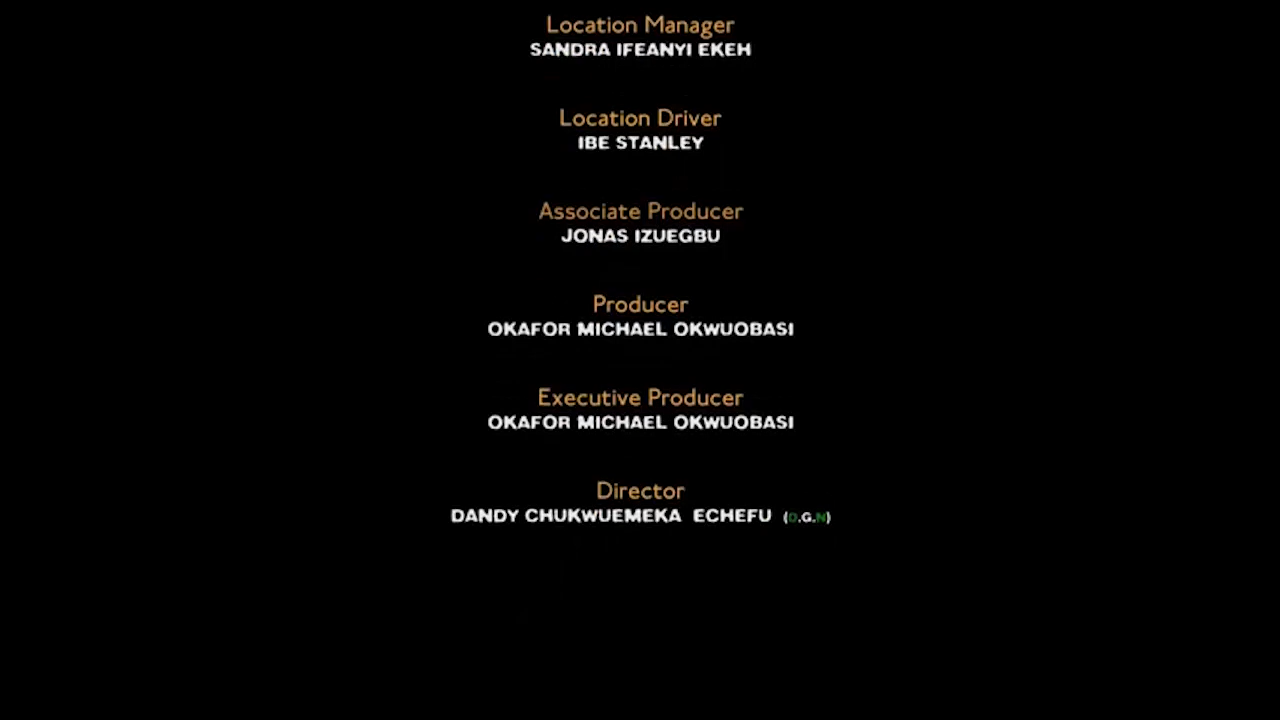 Location Manager
SANDRA IFEANYI EKEH
Location Driver
IBE STANLEY
Associate Producer
JONAS IZUEGBU
Producer
OKAFOR MICHAEL OKWUOBASI
Executive Producer
OKAFOR MICHAEL OKWUOBASI
Director
DANDY CHUKWUEMEKA ECHEFU (D.G.N)